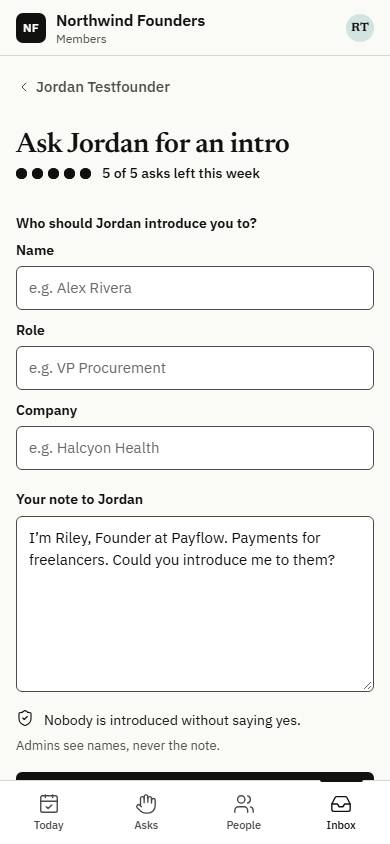 NF
Northwind Founders
Members
RT
Jordan Testfounder
Ask Jordan for an intro
5 of 5 asks left this week
Who should Jordan introduce you to?
Name
e.g. Alex Rivera
Role
e.g. VP Procurement
Company
e.g. Halcyon Health
Your note to Jordan
I’m Riley, Founder at Payflow. Payments for
freelancers. Could you introduce me to them?
Nobody is introduced without saying yes.
Admins see names, never the note.
Today
Asks
People
Inbox